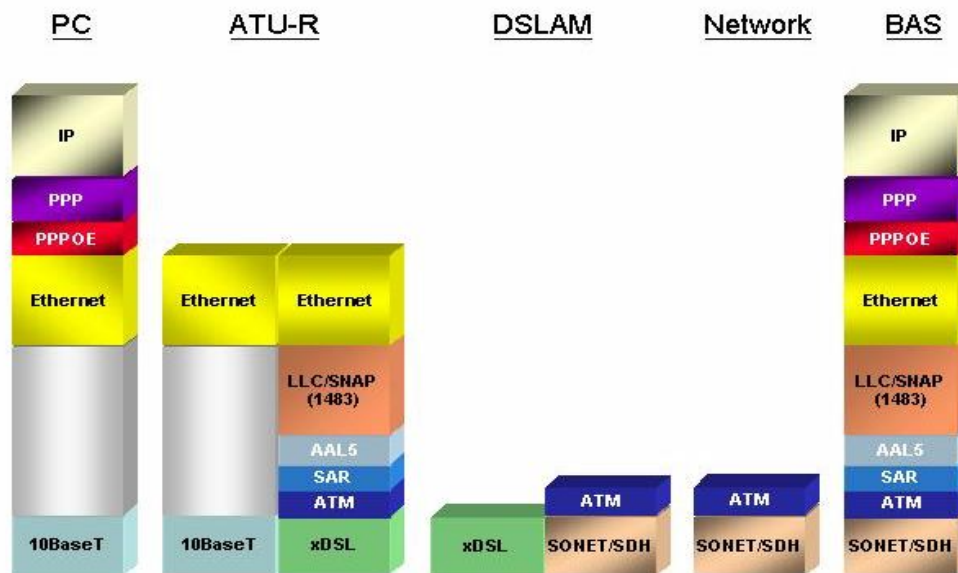 PC
ATU-R
DSLAM
Network
BAS
IP
PPP
PPPOE
Ethernet
10BaseT
Ethernet
10BaseT
Ethernet
LLC/SNAP
(1483)
AAL5
SAR
ATM
xDSL
xDSL
ATM
SONET/SDH
ATM
SONET/SDH
IP
PPP
PPPOE
Ethernet
LLC/SNAP
(1483)
AAL5
SAR
ATM
SONET/SDH